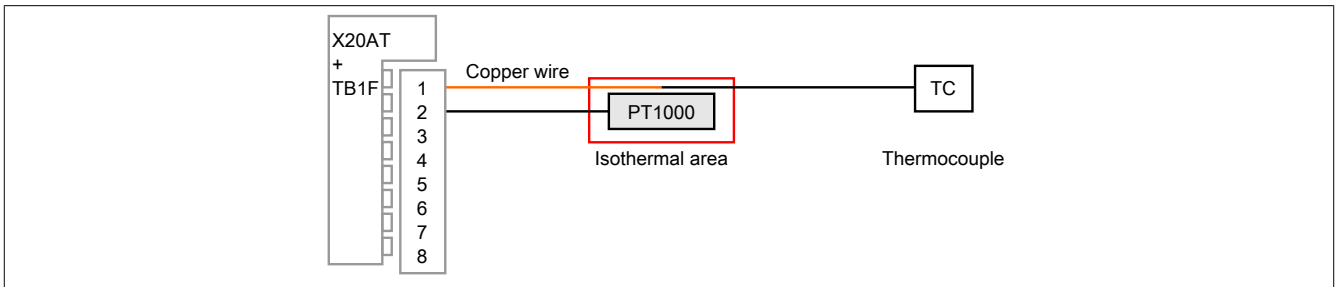 X20AT
+
TB1F
Copper wire
1
2
3
4
5
6
7
8
PT1000
TC
Isothermal area
Thermocouple